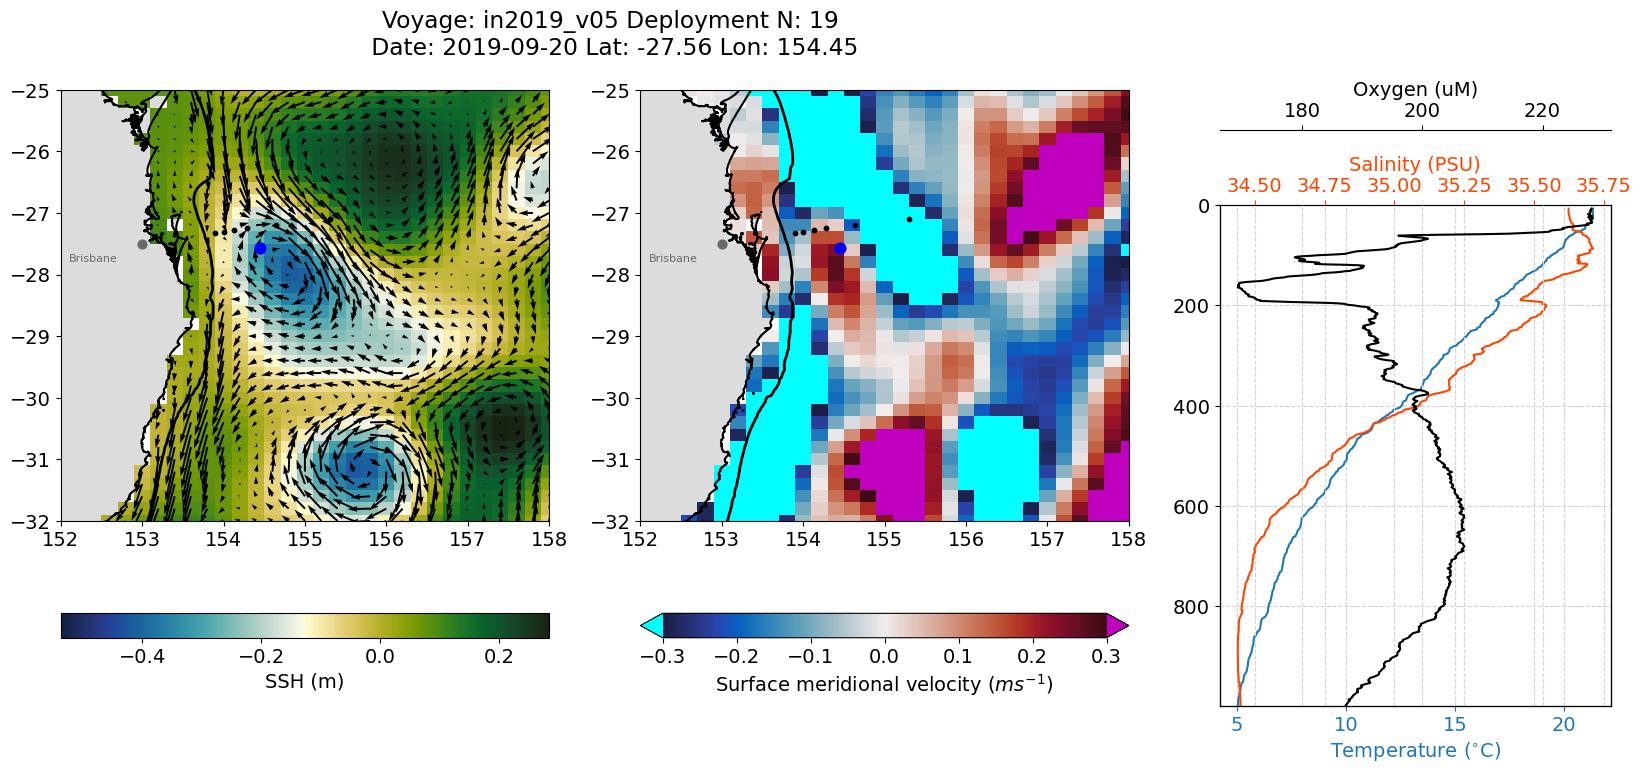 Voyage: in2019_v05 Deployment N: 19
Date: 2019-09-20 Lat: -27.56 Lon: 154.45
−25
−26
−27
−28
−29
−30
−31
−32
Brisbane
152 153 154 155 156 157 158
−0.4 −0.2 0.0 0.2
SSH (m)
−25
−26
−27
−28
−29
−30
−31
−32
Brisbane
152 153 154 155 156 157 158
−0.3 −0.2 −0.1 0.0 0.1 0.2 0.3
Surface meridional velocity (ms⁻¹)
Oxygen (uM)
180 200 220
Salinity (PSU)
34.50 34.75 35.00 35.25 35.50 35.75
0
200
400
600
800
5 10 15 20
Temperature (°C)